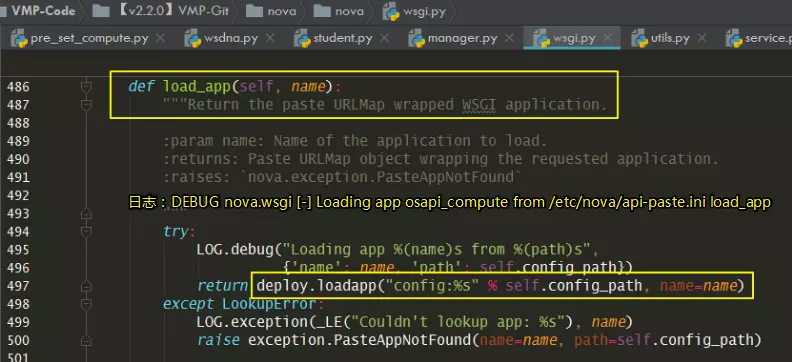 VMP-Code 【v2.2.0】VMP-Git nova nova wsgi.py
pre_set_compute.py wsdna.py student.py manager.py wsgi.py utils.py service.p
486 def load_app(self, name):
487 """Return the paste URLMap wrapped WSGI application.
488
489 :param name: Name of the application to load.
490 :returns: Paste URLMap object wrapping the requested application.
491 :raises: `nova.exception.PasteAppNotFound`
492 日志：DEBUG nova.wsgi [-] Loading app osapi_compute from /etc/nova/api-paste.ini load_app
493 """
494 try:
495 LOG.debug("Loading app %(name)s from %(path)s",
496 {'name': name, 'path': self.config_path})
497 return deploy.loadapp("config:%s" % self.config_path, name=name)
498 except LookupError:
499 LOG.exception(_LE("Couldn't lookup app: %s"), name)
500 raise exception.PasteAppNotFound(name=name, path=self.config_path)
501